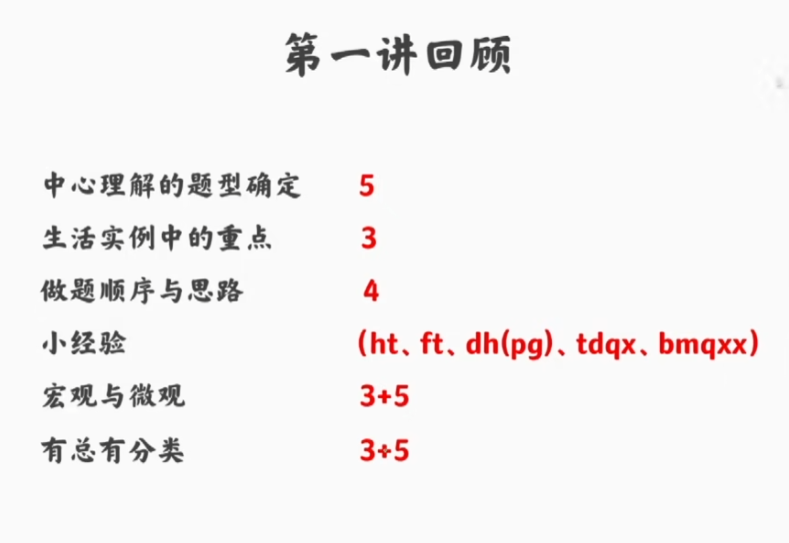 第一讲回顾
中心理解的题型确定 5
生活实例中的重点 3
做题顺序与思路 4
小经验 (ht、ft、dh(pg)、tdqx、bmqxx)
宏观与微观 3+5
有总有分类 3+5